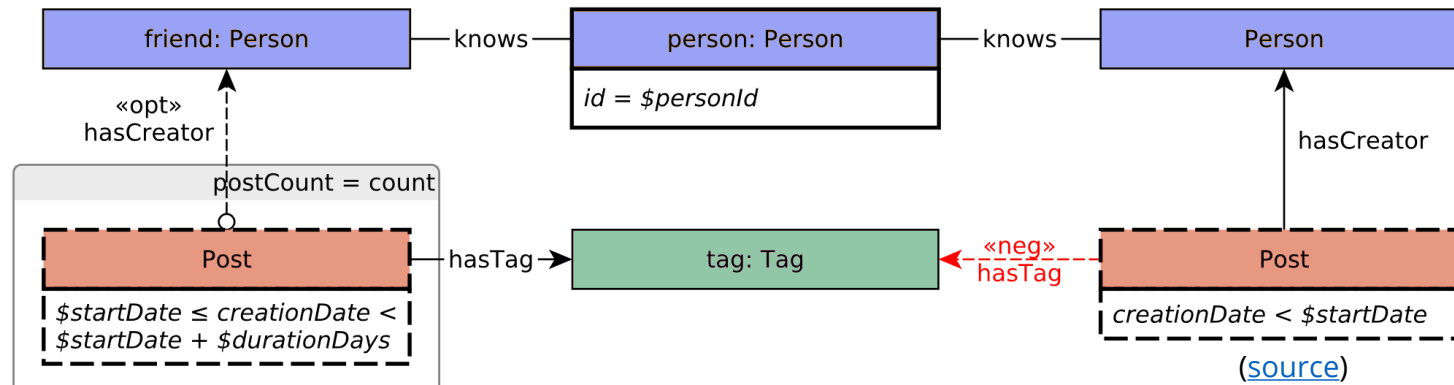 friend: Person
knows
person: Person
knows
Person
id = $personId
«opt»
hasCreator
hasCreator
postCount = count
Post
hasTag
tag: Tag
«neg»
hasTag
Post
$startDate ≤ creationDate <
$startDate + $durationDays
creationDate < $startDate
(source)